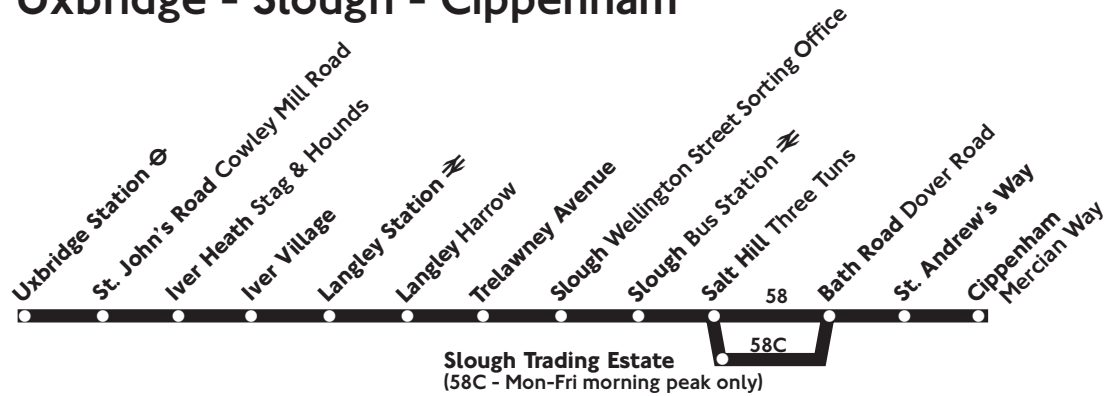 Uxbridge - Slough - Cippenham
Uxbridge Station
St. John's Road Cowley Mill Road
Iver Heath Stag & Hounds
Iver Village
Langley Station
Langley Harrow
Trelawney Avenue
Slough Wellington Street Sorting Office
Slough Bus Station
Salt Hill Three Tuns
58
Bath Road Dover Road
St. Andrew's Way
Cippenham
Mercian Way
58C
Slough Trading Estate
(58C - Mon-Fri morning peak only)